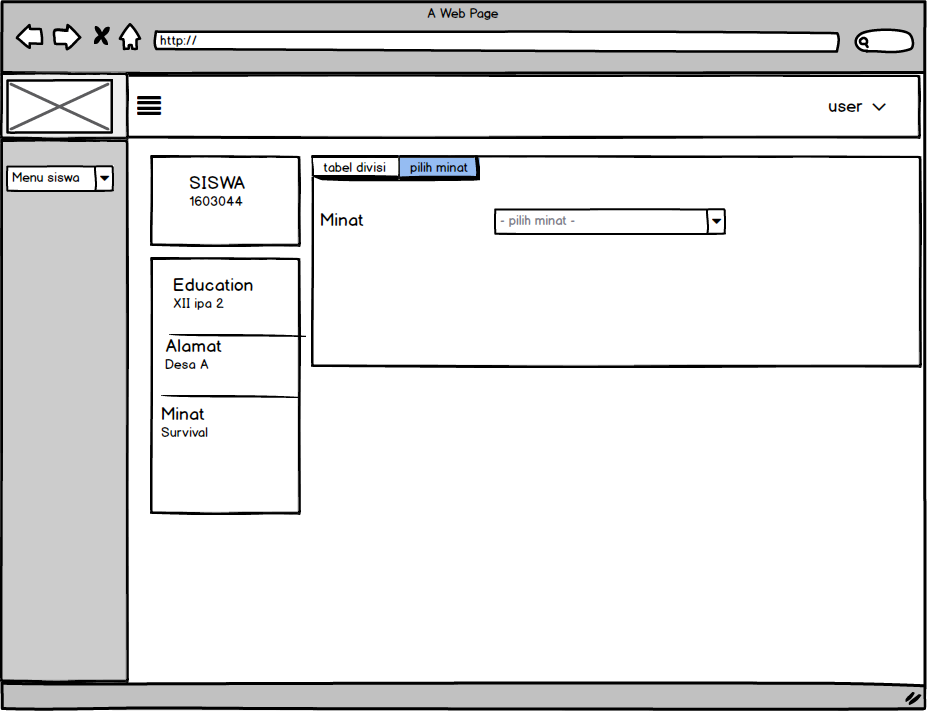 A Web Page
http://
user
Menu siswa
SISWA
1603044
Education
XII ipa 2
Alamat
Desa A
Minat
Survival
tabel divisi
pilih minat
Minat
- pilih minat -